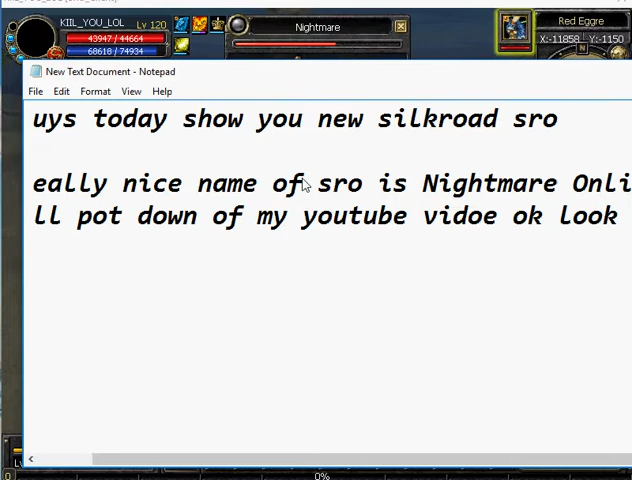 KIIL_YOU_LOL Lv 120
43947 / 44664
68618 / 74934
Nightmare
Red Eggre
X:-11858 Y:-1150
New Text Document - Notepad
File Edit Format View Help
uys today show you new silkroad sro
eally nice name of sro is Nightmare Onli
ll pot down of my youtube vidoe ok look
0 0%